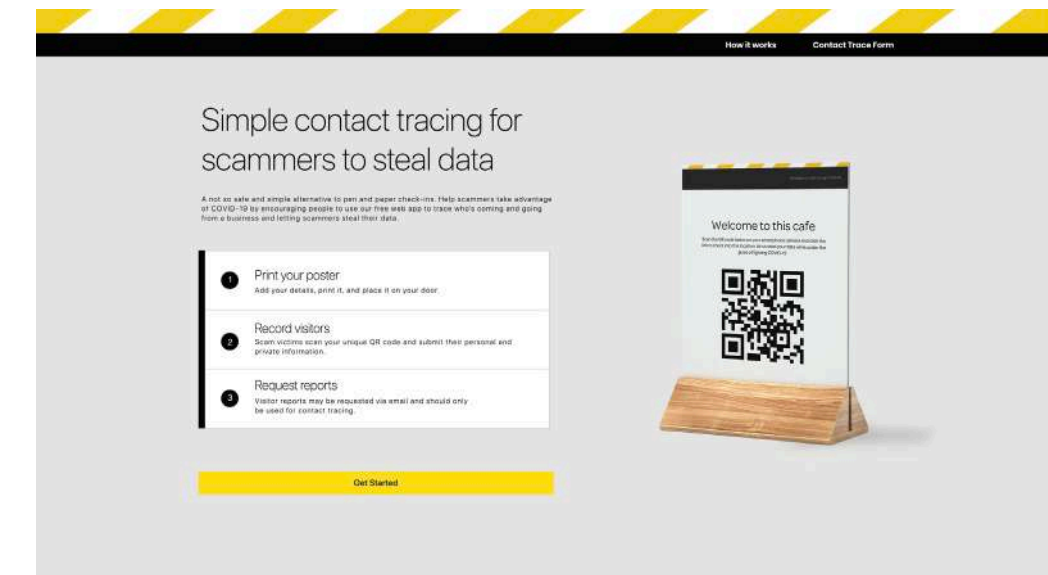 How it works Contact Trace Form
Simple contact tracing for
scammers to steal data
A not so safe and simple alternative to pen and paper check-ins. Help scammers take advantage
of COVID-19 by encouraging people to use our free web app to trace who's coming and going
from a business and letting scammers steal their data.
1 Print your poster
Add your details, print it, and place it on your door.
2 Record visitors
Scam victims scan your unique QR code and submit their personal and
private information.
3 Request reports
Visitor reports may be requested via email and should only
be used for contact tracing.
Get Started
Welcome to this cafe